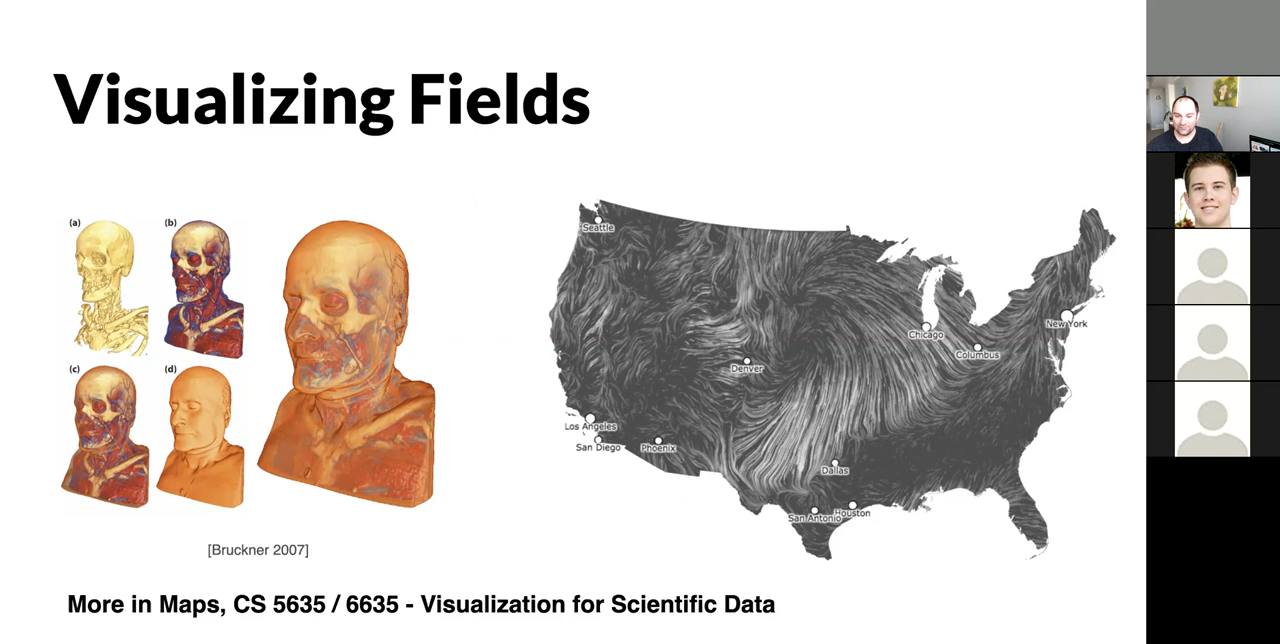 Visualizing Fields
(a)
(b)
(c)
(d)
[Bruckner 2007]
Seattle
Denver
Los Angeles
San Diego
Phoenix
Dallas
San Antonio
Houston
Chicago
Columbus
New York
More in Maps, CS 5635 / 6635 - Visualization for Scientific Data